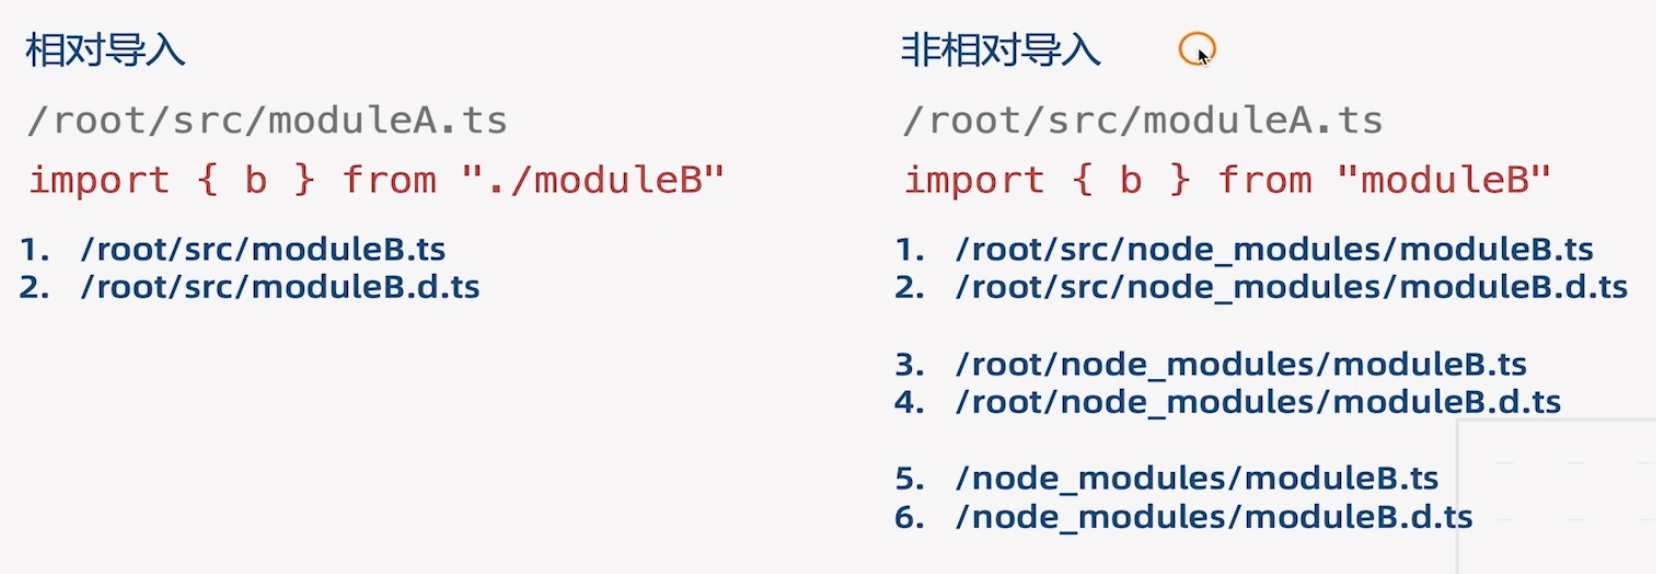 相对导入
/root/src/moduleA.ts
import { b } from "./moduleB"
1. /root/src/moduleB.ts
2. /root/src/moduleB.d.ts
非相对导入
/root/src/moduleA.ts
import { b } from "moduleB"
1. /root/src/node_modules/moduleB.ts
2. /root/src/node_modules/moduleB.d.ts
3. /root/node_modules/moduleB.ts
4. /root/node_modules/moduleB.d.ts
5. /node_modules/moduleB.ts
6. /node_modules/moduleB.d.ts